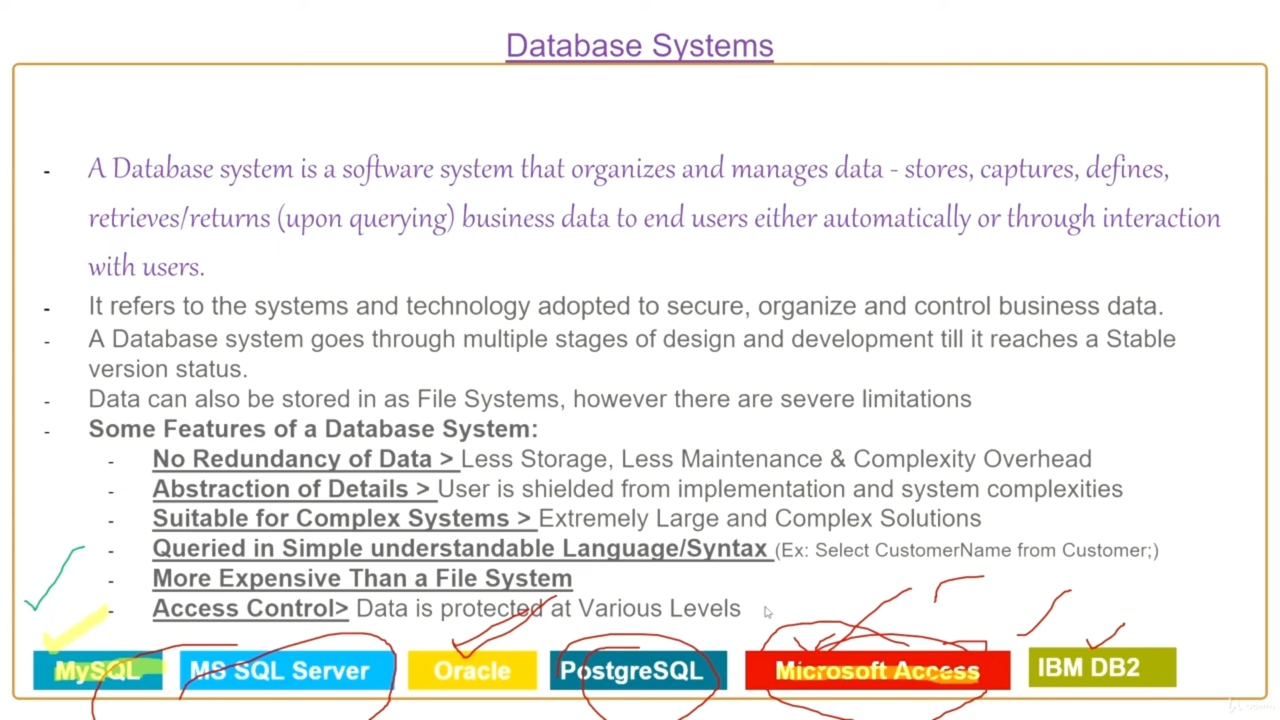 Database Systems
- A Database system is a software system that organizes and manages data - stores, captures, defines,
retrieves/returns (upon querying) business data to end users either automatically or through interaction
with users.
- It refers to the systems and technology adopted to secure, organize and control business data.
- A Database system goes through multiple stages of design and development till it reaches a Stable
version status.
- Data can also be stored in as File Systems, however there are severe limitations
- Some Features of a Database System:
- No Redundancy of Data > Less Storage, Less Maintenance & Complexity Overhead
- Abstraction of Details > User is shielded from implementation and system complexities
- Suitable for Complex Systems > Extremely Large and Complex Solutions
- Queried in Simple understandable Language/Syntax (Ex: Select CustomerName from Customer;)
- More Expensive Than a File System
- Access Control> Data is protected at Various Levels
MySQL MS SQL Server Oracle PostgreSQL Microsoft Access IBM DB2